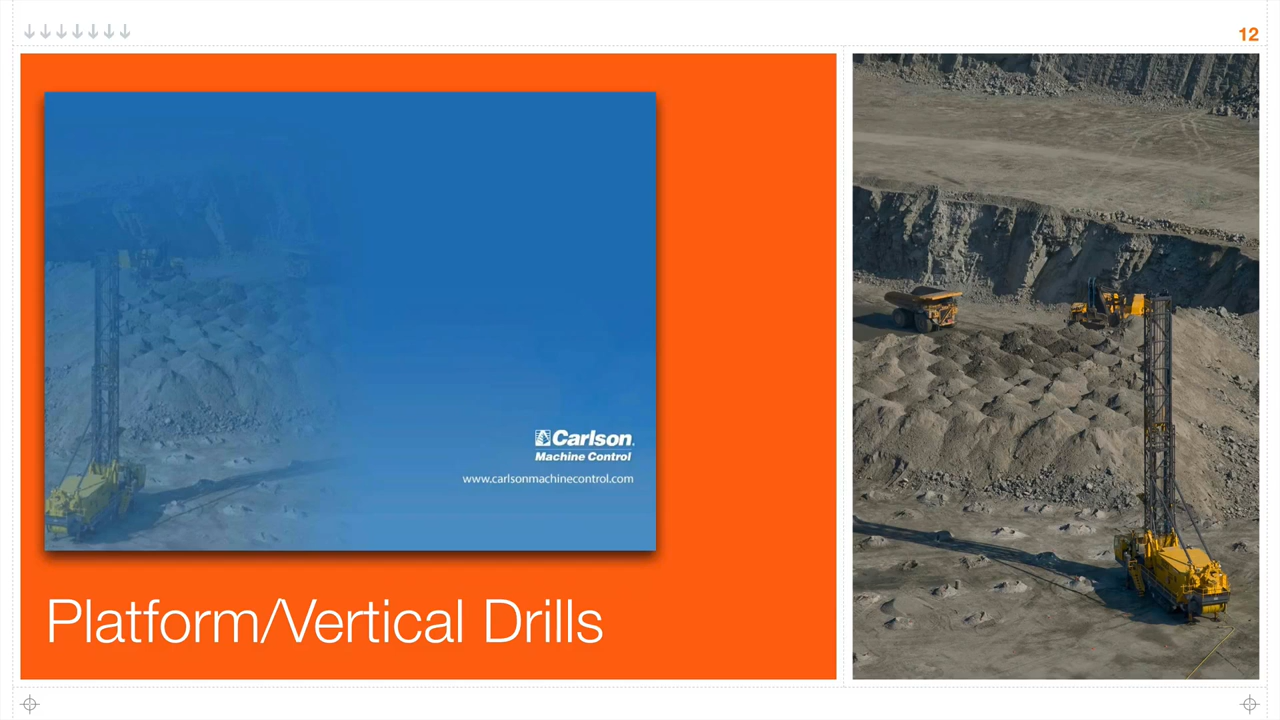 12
Carlson
Machine Control
www.carlsonmachinecontrol.com
Platform/Vertical Drills